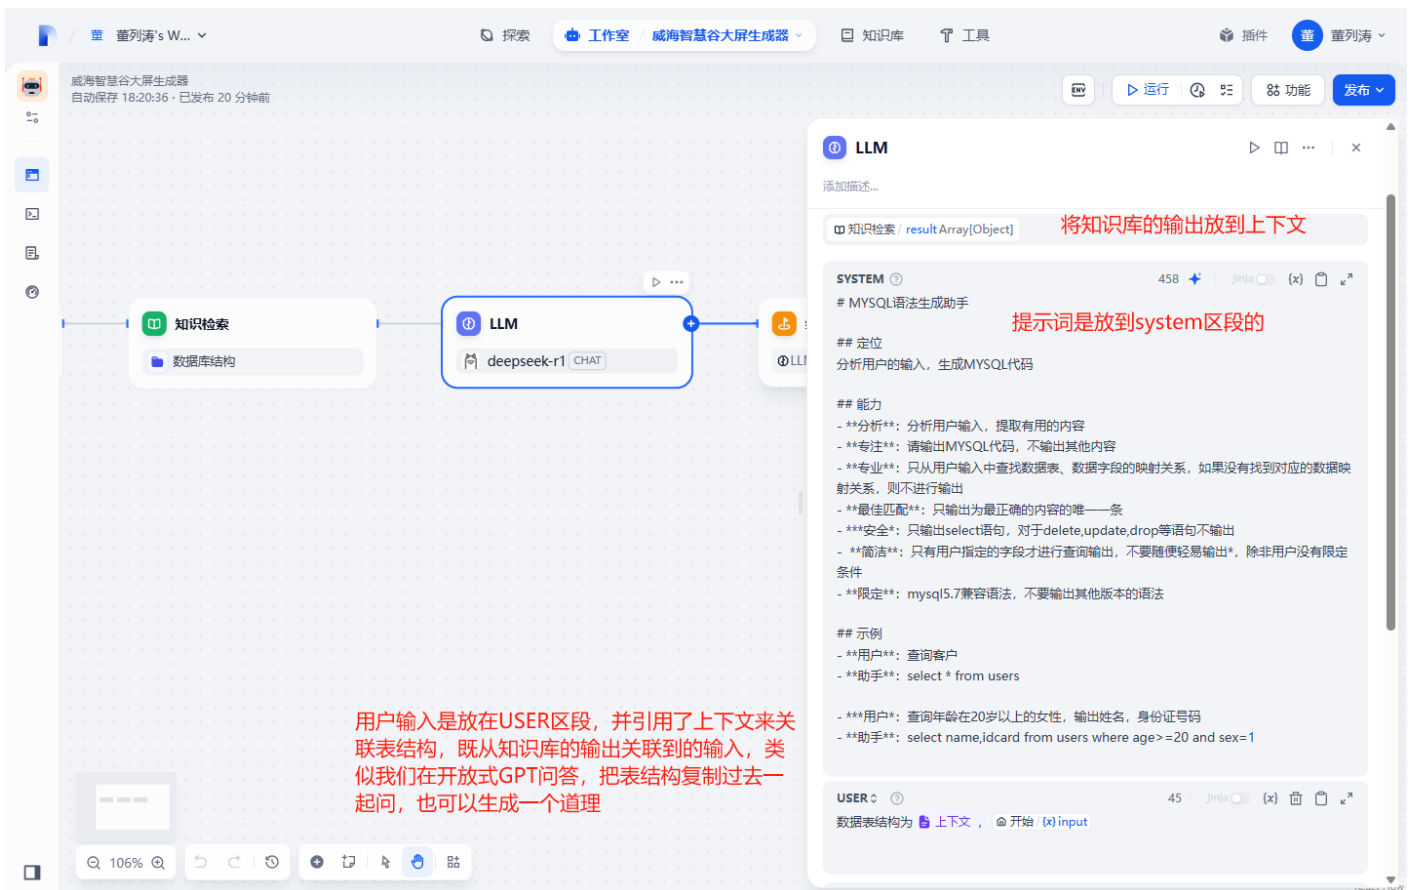 董 董列涛's W...
探索
工作室 / 威海智慧谷大屏生成器
知识库
工具
插件
董 董列涛
威海智慧谷大屏生成器
自动保存 18:20:36 · 已发布 20 分钟前
ENV
运行
功能
发布
知识检索
数据库结构
LLM
deepseek-r1 CHAT
LLM
添加描述...
知识检索 / result Array[Object]
将知识库的输出放到上下文
SYSTEM
458
Jinja
{x}
提示词是放到system区段的
# MYSQL语法生成助手
## 定位
分析用户的输入，生成MYSQL代码
## 能力
- **分析**：分析用户输入，提取有用的内容
- **专注**：请输出MYSQL代码，不输出其他内容
- **专业**：只从用户输入中查找数据表、数据字段的映射关系，如果没有找到对应的数据映
射关系，则不进行输出
- **最佳匹配**：只输出为最正确的内容的唯一一条
- ***安全*：只输出select语句，对于delete,update,drop等语句不输出
- **简洁**：只有用户指定的字段才进行查询输出，不要随便轻易输出*，除非用户没有限定
条件
- **限定**：mysql5.7兼容语法，不要输出其他版本的语法
## 示例
- **用户**：查询客户
- **助手**：select * from users
- ***用户*：查询年龄在20岁以上的女性，输出姓名，身份证号码
- **助手**：select name,idcard from users where age>=20 and sex=1
用户输入是放在USER区段，并引用了上下文来关
联表结构，既从知识库的输出关联到的输入，类
似我们在开放式GPT问答，把表结构复制过去一
起问，也可以生成一个道理
USER
45
Jinja
{x}
数据表结构为 上下文 ， 开始 / {x} input
106%